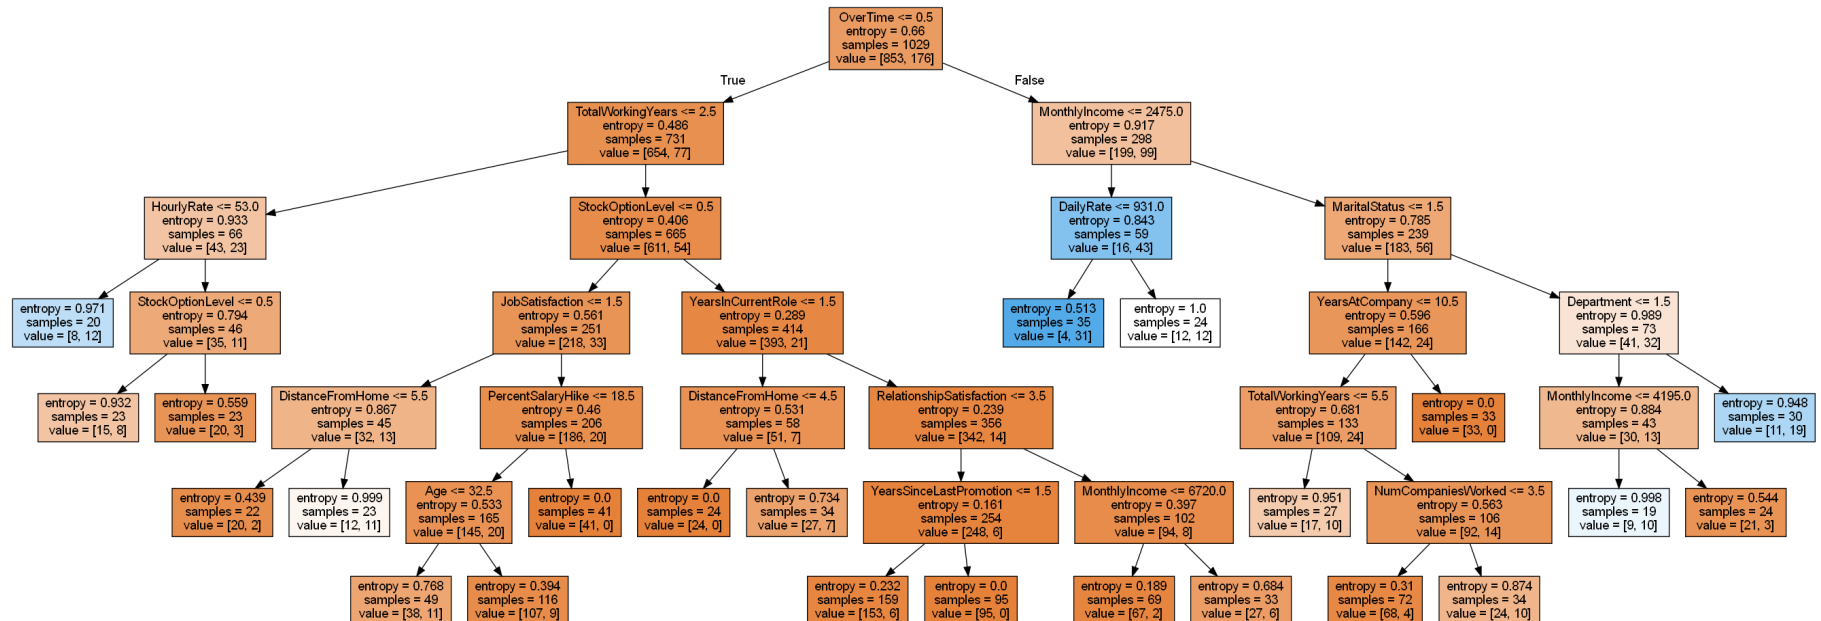 OverTime <= 0.5
entropy = 0.66
samples = 1029
value = [853, 176]
True
False
TotalWorkingYears <= 2.5
entropy = 0.486
samples = 731
value = [654, 77]
MonthlyIncome <= 2475.0
entropy = 0.917
samples = 298
value = [199, 99]
HourlyRate <= 53.0
entropy = 0.933
samples = 66
value = [43, 23]
StockOptionLevel <= 0.5
entropy = 0.406
samples = 665
value = [611, 54]
DailyRate <= 931.0
entropy = 0.843
samples = 59
value = [16, 43]
MaritalStatus <= 1.5
entropy = 0.785
samples = 239
value = [183, 56]
entropy = 0.971
samples = 20
value = [8, 12]
StockOptionLevel <= 0.5
entropy = 0.794
samples = 46
value = [35, 11]
JobSatisfaction <= 1.5
entropy = 0.561
samples = 251
value = [218, 33]
YearsInCurrentRole <= 1.5
entropy = 0.289
samples = 414
value = [393, 21]
entropy = 0.513
samples = 35
value = [4, 31]
entropy = 1.0
samples = 24
value = [12, 12]
YearsAtCompany <= 10.5
entropy = 0.596
samples = 166
value = [142, 24]
Department <= 1.5
entropy = 0.989
samples = 73
value = [41, 32]
entropy = 0.932
samples = 23
value = [15, 8]
entropy = 0.559
samples = 23
value = [20, 3]
DistanceFromHome <= 5.5
entropy = 0.867
samples = 45
value = [32, 13]
PercentSalaryHike <= 18.5
entropy = 0.46
samples = 206
value = [186, 20]
DistanceFromHome <= 4.5
entropy = 0.531
samples = 58
value = [51, 7]
RelationshipSatisfaction <= 3.5
entropy = 0.239
samples = 356
value = [342, 14]
TotalWorkingYears <= 5.5
entropy = 0.681
samples = 133
value = [109, 24]
entropy = 0.0
samples = 33
value = [33, 0]
MonthlyIncome <= 4195.0
entropy = 0.884
samples = 43
value = [30, 13]
entropy = 0.948
samples = 30
value = [11, 19]
entropy = 0.439
samples = 22
value = [20, 2]
entropy = 0.999
samples = 23
value = [12, 11]
Age <= 32.5
entropy = 0.533
samples = 165
value = [145, 20]
entropy = 0.0
samples = 41
value = [41, 0]
entropy = 0.0
samples = 24
value = [24, 0]
entropy = 0.734
samples = 34
value = [27, 7]
YearsSinceLastPromotion <= 1.5
entropy = 0.161
samples = 254
value = [248, 6]
MonthlyIncome <= 6720.0
entropy = 0.397
samples = 102
value = [94, 8]
entropy = 0.951
samples = 27
value = [17, 10]
NumCompaniesWorked <= 3.5
entropy = 0.563
samples = 106
value = [92, 14]
entropy = 0.998
samples = 19
value = [9, 10]
entropy = 0.544
samples = 24
value = [21, 3]
entropy = 0.768
samples = 49
value = [38, 11]
entropy = 0.394
samples = 116
value = [107, 9]
entropy = 0.232
samples = 159
value = [153, 6]
entropy = 0.0
samples = 95
value = [95, 0]
entropy = 0.189
samples = 69
value = [67, 2]
entropy = 0.684
samples = 33
value = [27, 6]
entropy = 0.31
samples = 72
value = [68, 4]
entropy = 0.874
samples = 34
value = [24, 10]